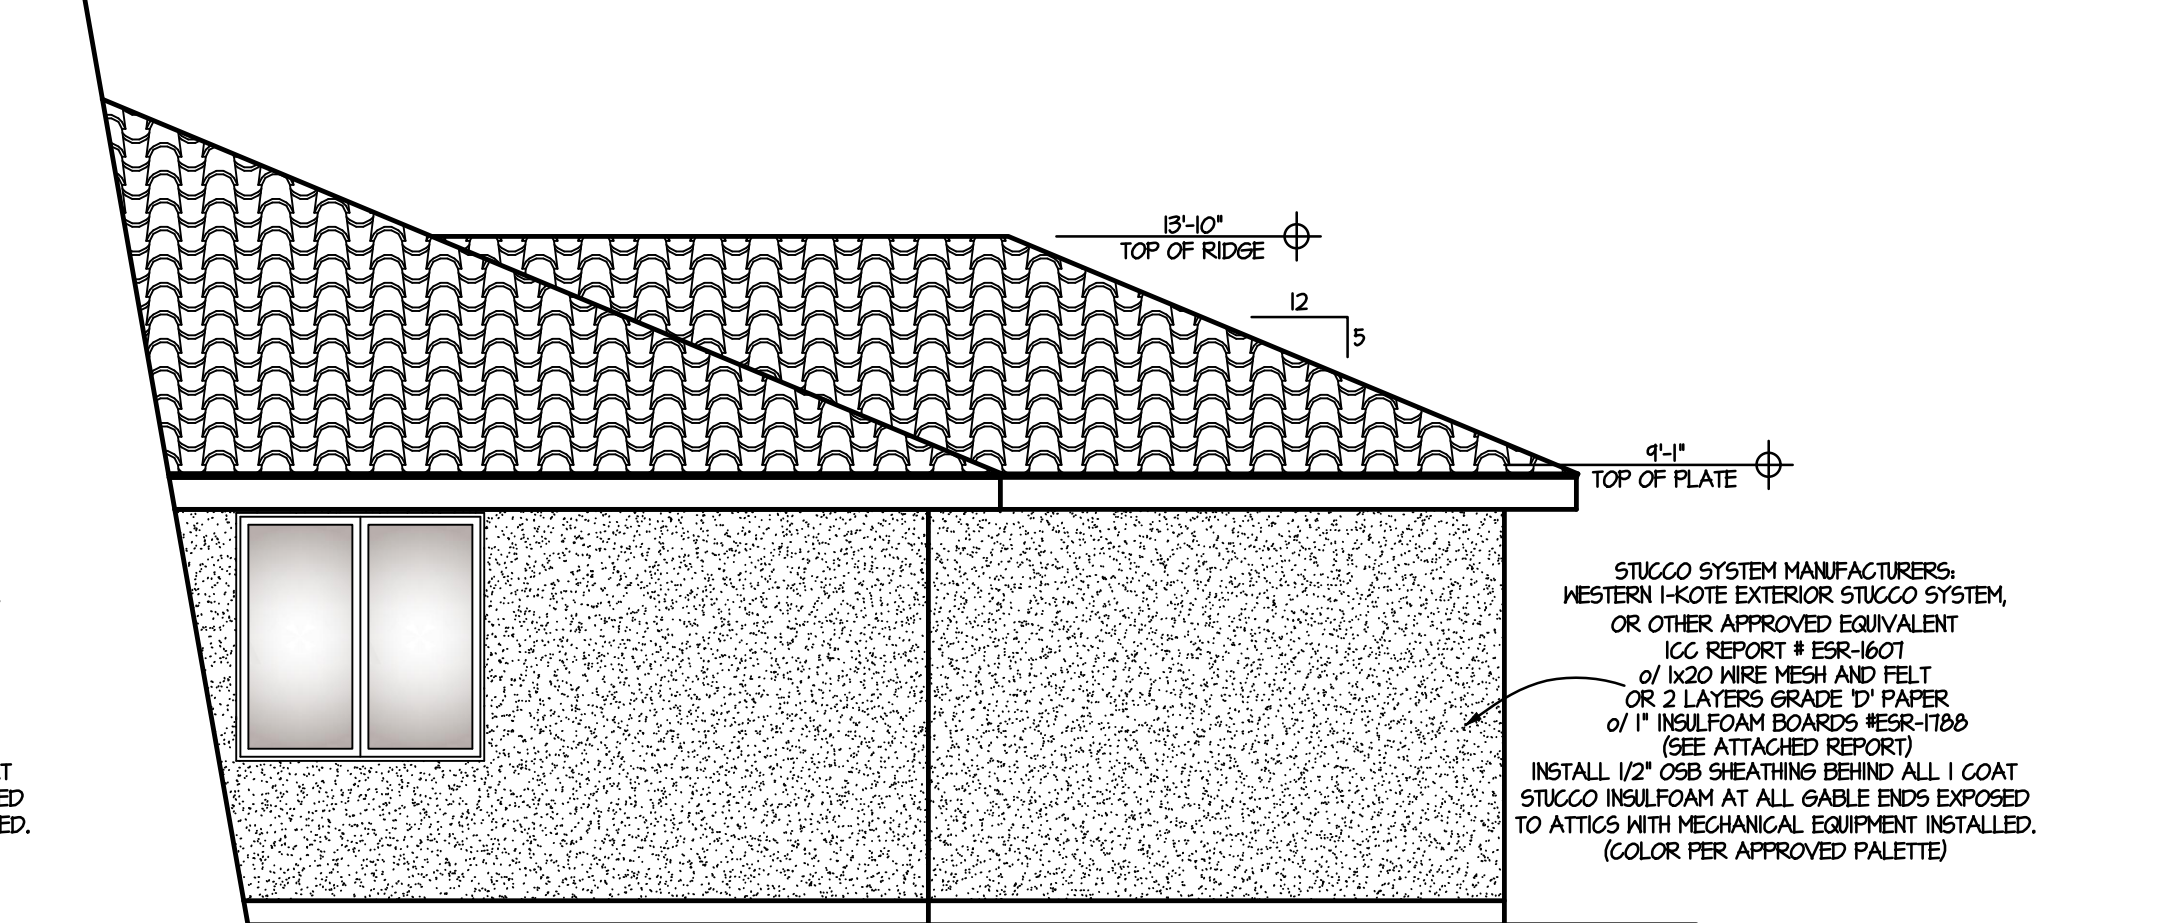 13'-10"
TOP OF RIDGE
12
5
9'-1"
TOP OF PLATE
STUCCO SYSTEM MANUFACTURERS:
WESTERN 1-KOTE EXTERIOR STUCCO SYSTEM,
OR OTHER APPROVED EQUIVALENT
ICC REPORT # ESR-1607
o/ 1x20 WIRE MESH AND FELT
OR 2 LAYERS GRADE 'D' PAPER
o/ 1" INSULFOAM BOARDS #ESR-1788
(SEE ATTACHED REPORT)
INSTALL 1/2" OSB SHEATHING BEHIND ALL 1 COAT
STUCCO INSULFOAM AT ALL GABLE ENDS EXPOSED
TO ATTICS WITH MECHANICAL EQUIPMENT INSTALLED.
(COLOR PER APPROVED PALETTE)